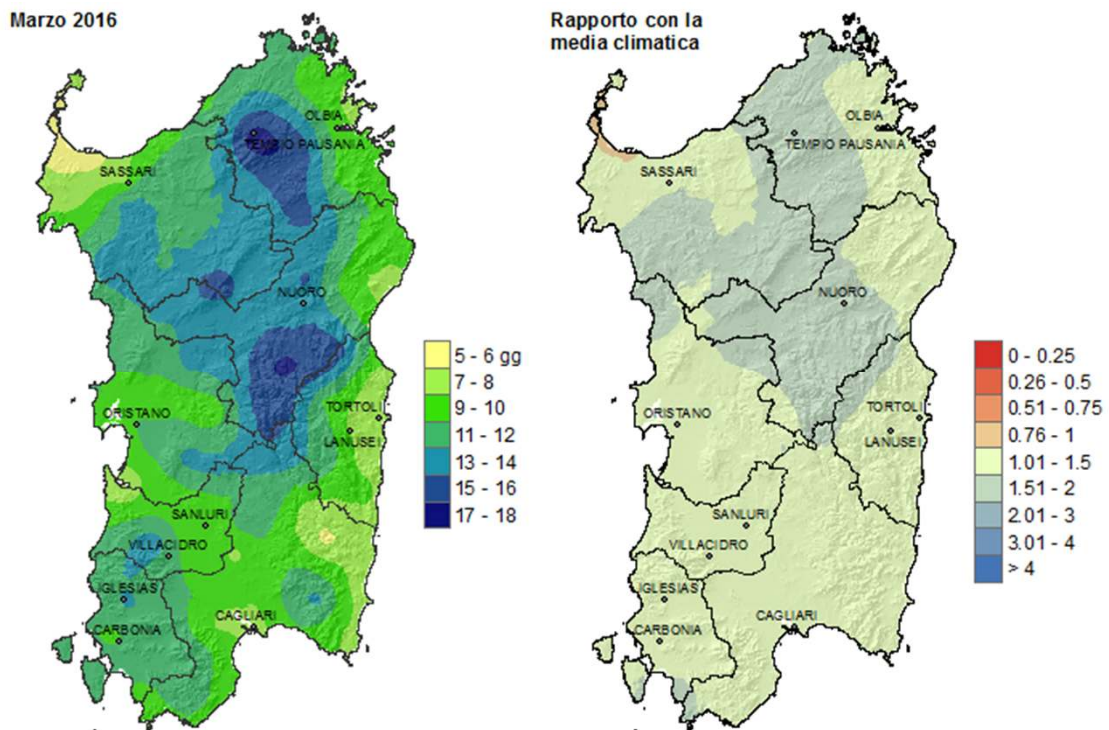 Marzo 2016
OLBIA
TEMPIO PAUSANIA
SASSARI
NUORO
ORISTANO
TORTOLI
LANUSEI
SANLURI
VILLACIDRO
IGLESIAS
CARBONIA
CAGLIARI
5 - 6 gg
7 - 8
9 - 10
11 - 12
13 - 14
15 - 16
17 - 18
Rapporto con la
media climatica
OLBIA
TEMPIO PAUSANIA
SASSARI
NUORO
ORISTANO
TORTOLI
LANUSEI
SANLURI
VILLACIDRO
IGLESIAS
CARBONIA
CAGLIARI
0 - 0.25
0.26 - 0.5
0.51 - 0.75
0.76 - 1
1.01 - 1.5
1.51 - 2
2.01 - 3
3.01 - 4
> 4